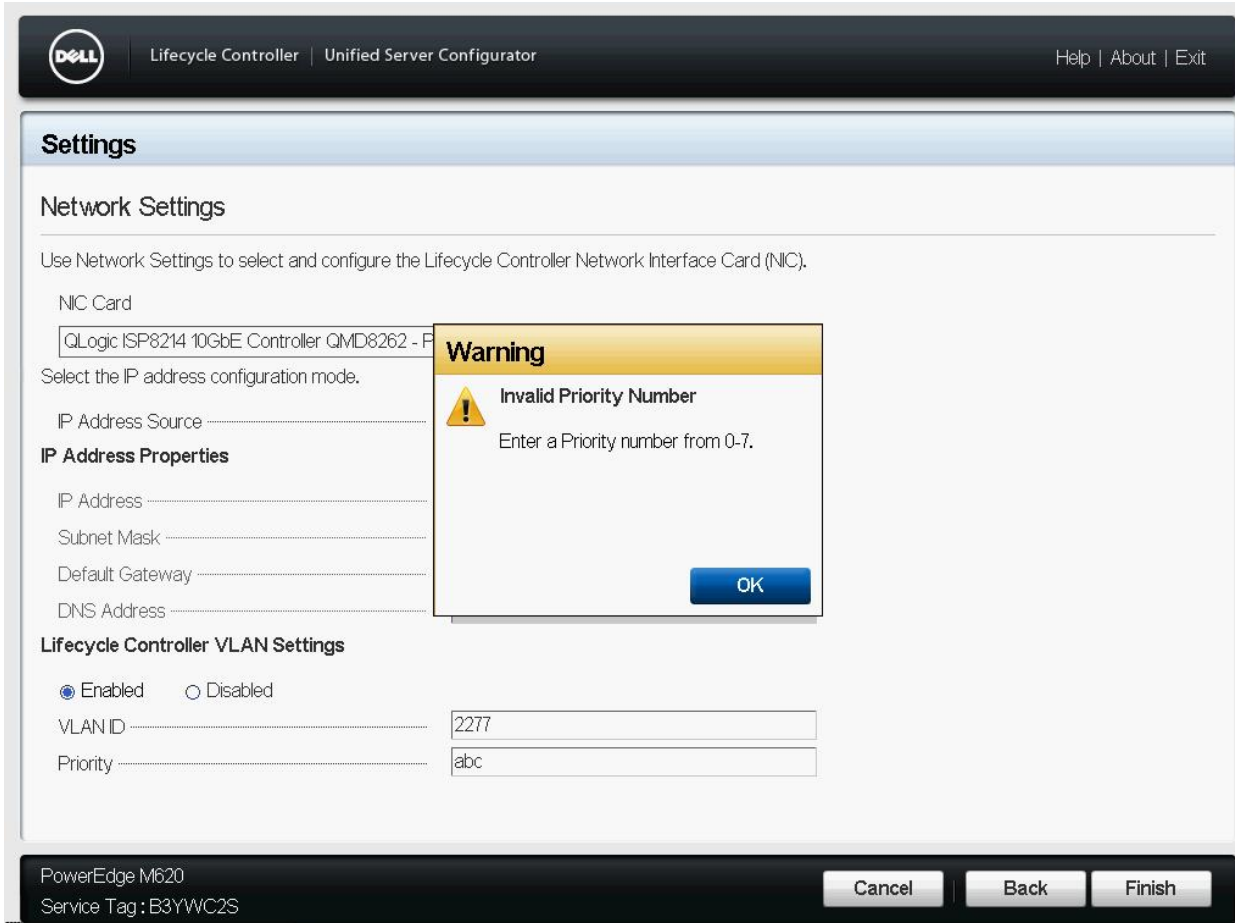 DELL
Lifecycle Controller | Unified Server Configurator
Help | About | Exit
Settings
Network Settings
Use Network Settings to select and configure the Lifecycle Controller Network Interface Card (NIC).
NIC Card
QLogic ISP8214 10GbE Controller QMD8262 - P
Select the IP address configuration mode.
IP Address Source
IP Address Properties
IP Address
Subnet Mask
Default Gateway
DNS Address
Warning
Invalid Priority Number
Enter a Priority number from 0-7.
OK
Lifecycle Controller VLAN Settings
Enabled Disabled
VLAN ID 2277
Priority abc
PowerEdge M620
Service Tag : B3YWC2S
Cancel Back Finish